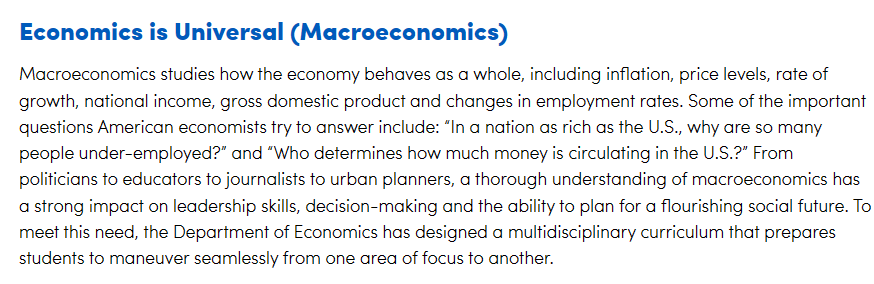 Economics is Universal (Macroeconomics)
Macroeconomics studies how the economy behaves as a whole, including inflation, price levels, rate of
growth, national income, gross domestic product and changes in employment rates. Some of the important
questions American economists try to answer include: “In a nation as rich as the U.S., why are so many
people under-employed?” and “Who determines how much money is circulating in the U.S.?” From
politicians to educators to journalists to urban planners, a thorough understanding of macroeconomics has
a strong impact on leadership skills, decision-making and the ability to plan for a flourishing social future. To
meet this need, the Department of Economics has designed a multidisciplinary curriculum that prepares
students to maneuver seamlessly from one area of focus to another.